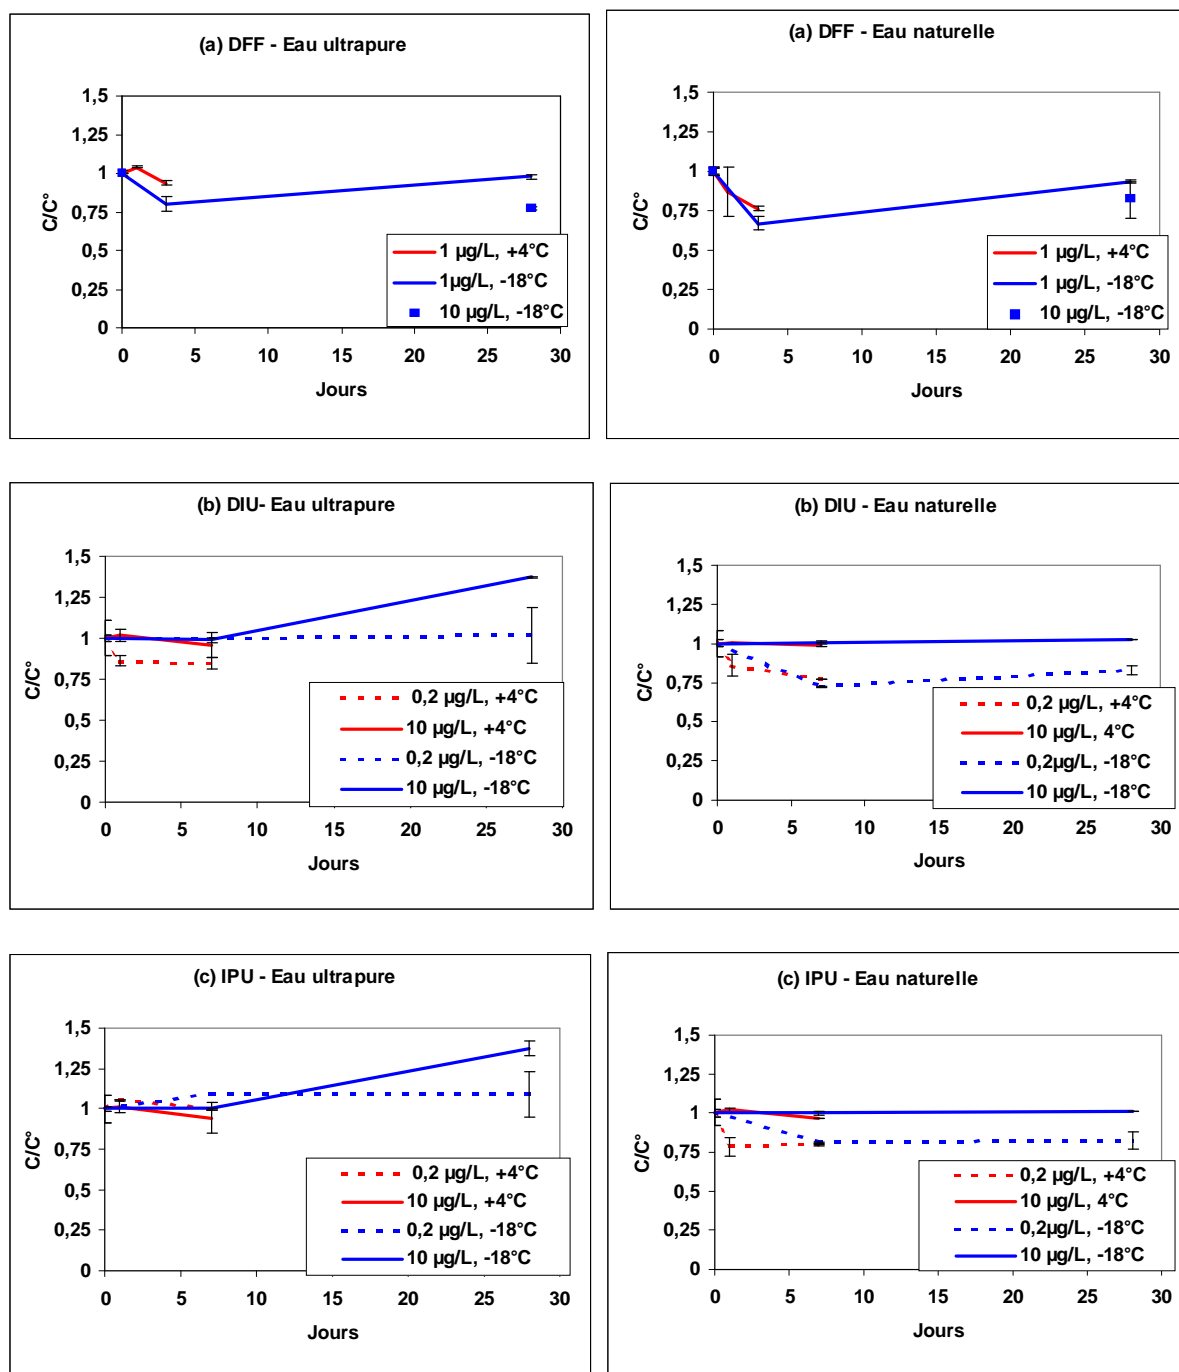 (a) DFF - Eau ultrapure
1,5
1,25
1
0,75
0,5
0,25
0
C/C°
1 µg/L, +4°C
1µg/L, -18°C
10 µg/L, -18°C
0 5 10 15 20 25 30
Jours
(a) DFF - Eau naturelle
1,5
1,25
1
0,75
0,5
0,25
0
C/C°
1 µg/L, +4°C
1 µg/L, -18°C
10 µg/L, -18°C
0 5 10 15 20 25 30
Jours
(b) DIU- Eau ultrapure
1,5
1,25
1
0,75
0,5
0,25
0
C/C°
0,2 µg/L, +4°C
10 µg/L, +4°C
0,2 µg/L, -18°C
10 µg/L, -18°C
0 5 10 15 20 25 30
Jours
(b) DIU - Eau naturelle
1,5
1,25
1
0,75
0,5
0,25
0
C/C°
0,2 µg/L, +4°C
10 µg/L, 4°C
0,2µg/L, -18°C
10 µg/L, -18°C
0 5 10 15 20 25 30
Jours
(c) IPU - Eau ultrapure
1,5
1,25
1
0,75
0,5
0,25
0
C/C°
0,2 µg/L, +4°C
10 µg/L, +4°C
0,2 µg/L, -18°C
10 µg/L, -18°C
0 5 10 15 20 25 30
Jours
(c) IPU - Eau naturelle
1,5
1,25
1
0,75
0,5
0,25
0
C/C°
0,2 µg/L, +4°C
10 µg/L, 4°C
0,2µg/L, -18°C
10 µg/L, -18°C
0 5 10 15 20 25 30
Jours